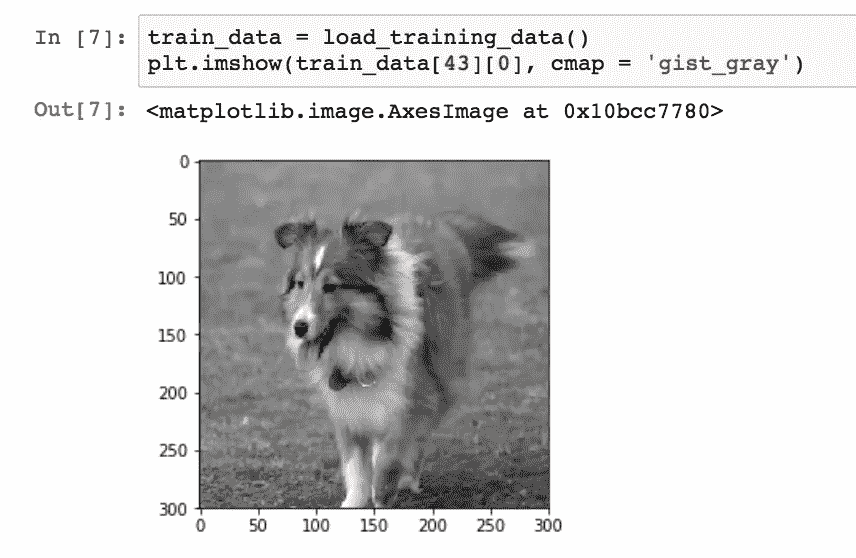 In [7]: train_data = load_training_data()
plt.imshow(train_data[43][0], cmap = 'gist_gray')
Out[7]: <matplotlib.image.AxesImage at 0x10bcc7780>
0
50
100
150
200
250
300
0 50 100 150 200 250 300